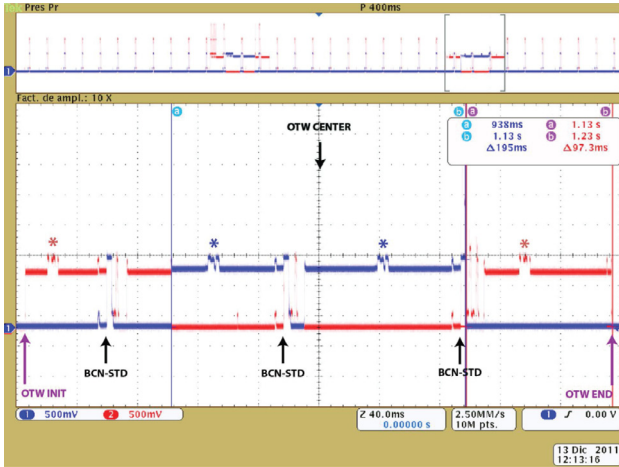 Pres Pr P 400ms
1
Fact. de ampl.: 10 X
a b a b
OTW CENTER
a 938ms a 1.13 s
b 1.13 s b 1.23 s
Δ195ms Δ97.3ms
* * * *
1
BCN-STD BCN-STD BCN-STD
OTW INIT OTW END
1 500mV 2 500mV Z 40.0ms 2.50MM/s 1 0.00 V
0.00000 s 10M pts.
13 Dic 2011
12:13:16